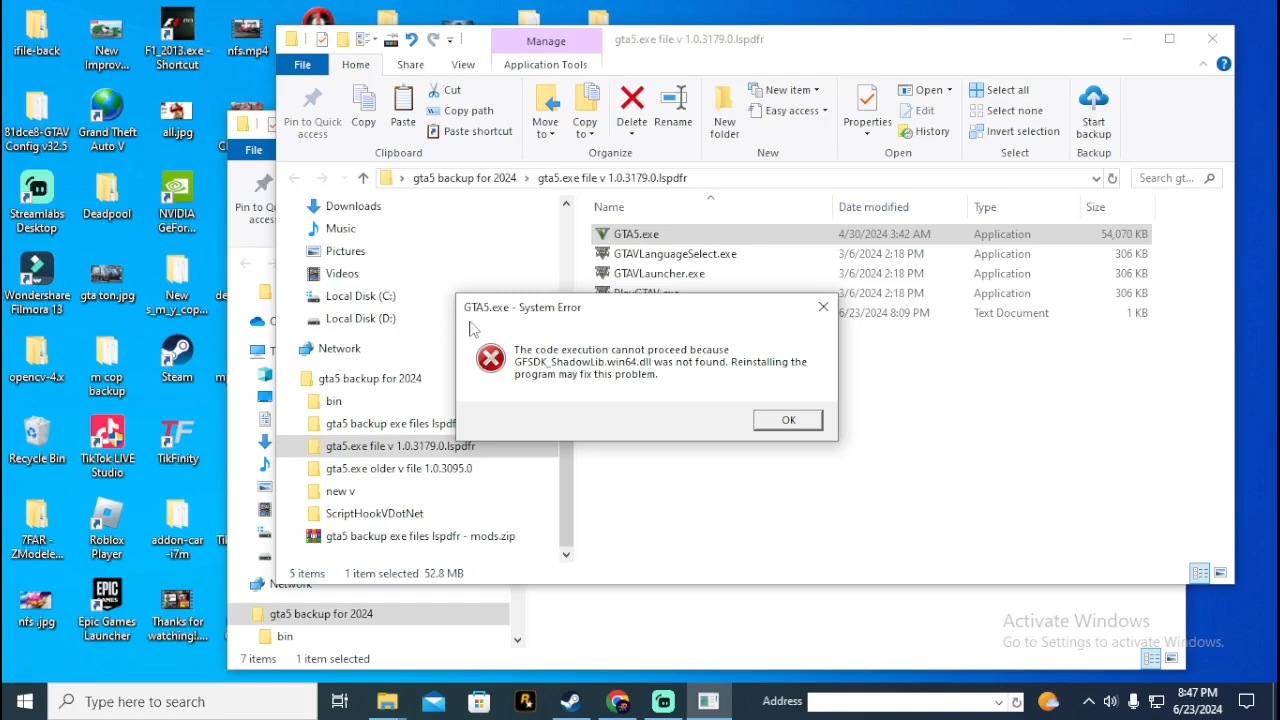 ifile-back
New Improv...
F1_2013.exe - Shortcut
nfs.mp4
81dce8-GTAV Config v32.5
Grand Theft Auto V
all.jpg
Streamlabs Desktop
Deadpool
NVIDIA GeFor...
Wondershare Filmora 13
gta ton.jpg
New s_m_y_cop...
opencv-4.x
m cop backup
Steam
Recycle Bin
TikTok LIVE Studio
TikFinity
7FAR - ZModele...
Roblox Player
addon-car-i7m
nfs .jpg
Epic Games Launcher
Thanks for watching!....
File
Pin to Quick
Manage
gta5.exe file v 1.0.3179.0.lspdfr
File
Home
Share
View
Application Tools
Pin to Quick access
Copy
Paste
Cut
Copy path
Paste shortcut
Clipboard
Move to
Copy to
Delete
Rename
Organize
New folder
New item
Easy access
New
Properties
Open
Edit
History
Open
Select all
Select none
Invert selection
Select
Start backup
Backup
gta5 backup for 2024
gta5.exe file v 1.0.3179.0.lspdfr
Search gt...
Downloads
Music
Pictures
Videos
Local Disk (C:)
Local Disk (D:)
Network
gta5 backup for 2024
bin
gta5 backup exe files lspdf
gta5.exe file v 1.0.3179.0.lspdfr
gta5.exe older v file 1.0.3095.0
new v
ScriptHookVDotNet
gta5 backup exe files lspdfr - mods.zip
Name
Date modified
Type
Size
GTA5.exe 4/30/2024 3:42 AM Application 54,070 KB
GTAVLanguageSelect.exe 3/6/2024 2:18 PM Application 306 KB
GTAVLauncher.exe 3/6/2024 2:18 PM Application 306 KB
PlayGTAV.exe 3/6/2024 2:18 PM Application 306 KB
6/23/2024 8:09 PM Text Document 1 KB
GTA5.exe - System Error
The code execution cannot proceed because
GFSDK_ShadowLib.win64.dll was not found. Reinstalling the
program may fix this problem.
OK
5 items
1 item selected 52.8 MB
Network
gta5 backup for 2024
bin
7 items
1 item selected
Activate Windows
Go to Settings to activate Windows.
Type here to search
Address
8:47 PM
6/23/2024